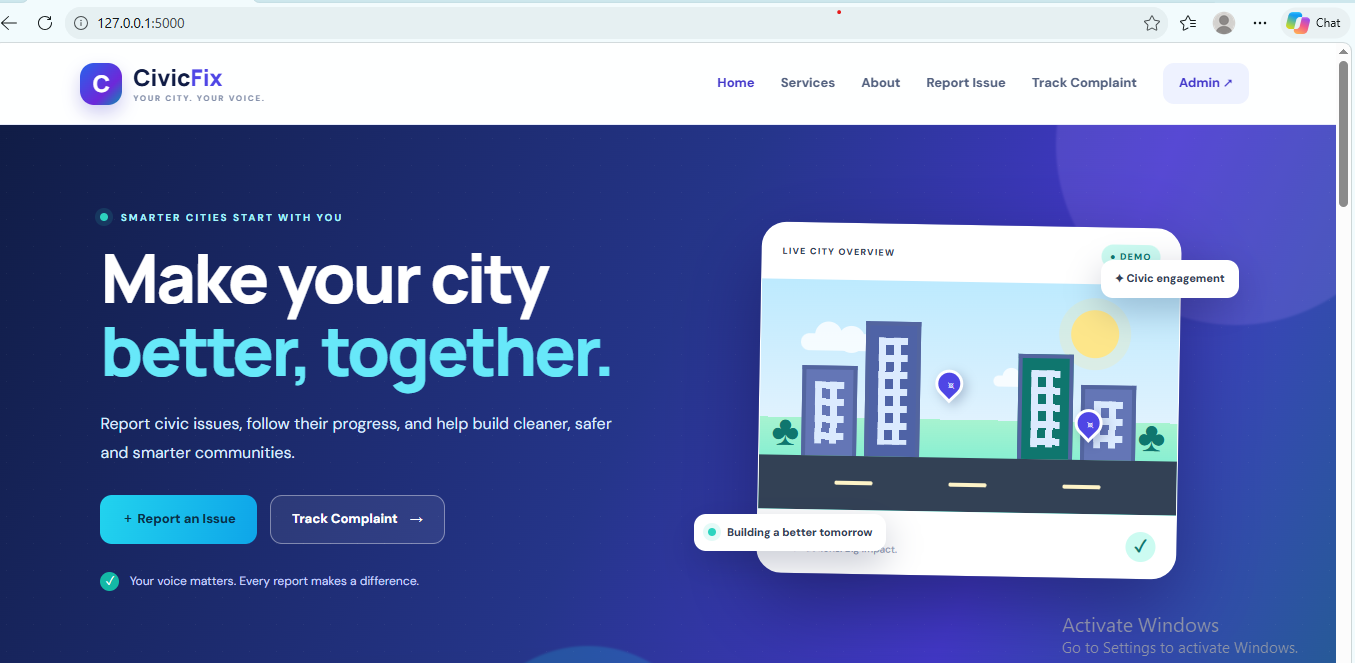 127.0.0.1:5000
Chat
C
CivicFix
YOUR CITY. YOUR VOICE.
Home
Services
About
Report Issue
Track Complaint
Admin ↗
SMARTER CITIES START WITH YOU
Make your city
better, together.
Report civic issues, follow their progress, and help build cleaner, safer
and smarter communities.
+ Report an Issue
Track Complaint →
✓ Your voice matters. Every report makes a difference.
LIVE CITY OVERVIEW
DEMO
✦ Civic engagement
Building a better tomorrow
impact.
✓
Activate Windows
Go to Settings to activate Windows.